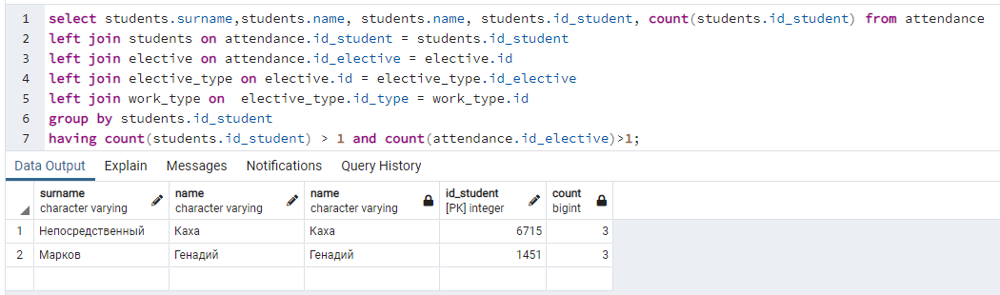 1 select students.surname,students.name, students.name, students.id_student, count(students.id_student) from attendance
2 left join students on attendance.id_student = students.id_student
3 left join elective on attendance.id_elective = elective.id
4 left join elective_type on elective.id = elective_type.id_elective
5 left join work_type on  elective_type.id_type = work_type.id
6 group by students.id_student
7 having count(students.id_student) > 1 and count(attendance.id_elective)>1;
Data Output Explain Messages Notifications Query History
surname name name id_student count
character varying character varying character varying [PK] integer bigint
1 Непосредственный Каха Каха 6715 3
2 Марков Генадий Генадий 1451 3